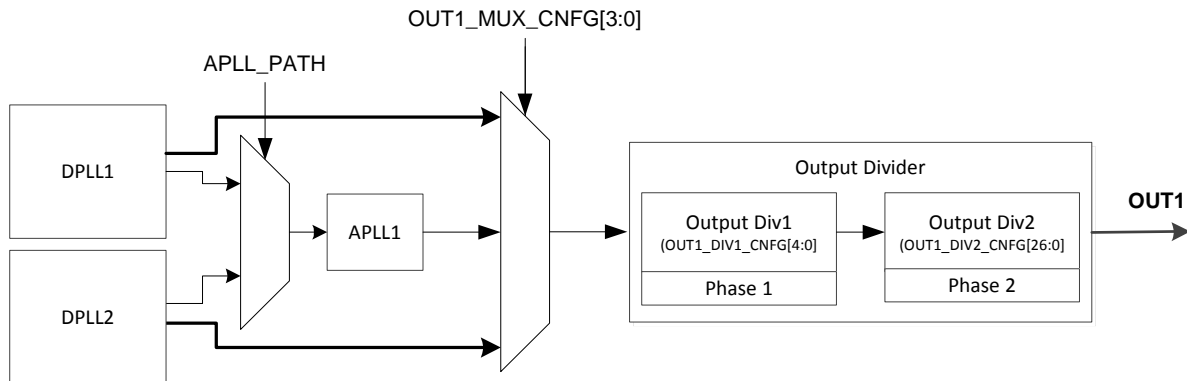 OUT1_MUX_CNFG[3:0]
APLL_PATH
DPLL1
DPLL2
APLL1
Output Divider
Output Div1
(OUT1_DIV1_CNFG[4:0])
Phase 1
Output Div2
(OUT1_DIV2_CNFG[26:0])
Phase 2
OUT1